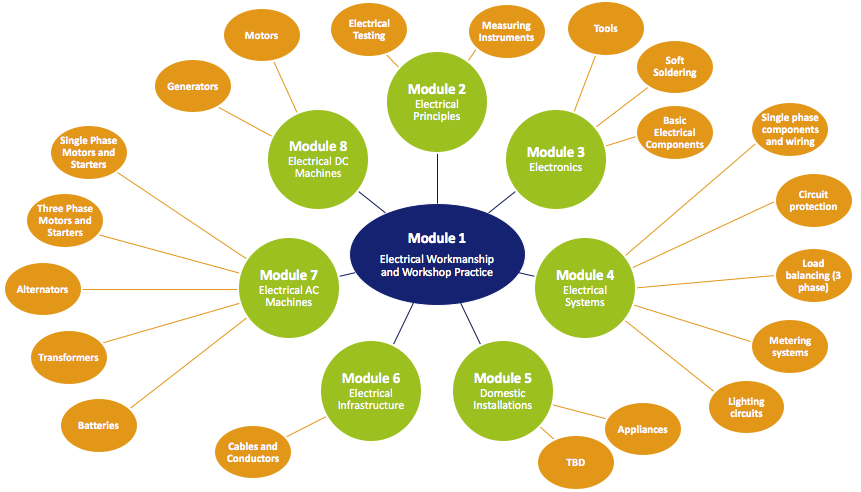 Module 1
Electrical Workmanship
and Workshop Practice
Module 2
Electrical
Principles
Electrical
Testing
Measuring
Instruments
Module 3
Electronics
Tools
Soft
Soldering
Basic
Electrical
Components
Module 4
Electrical
Systems
Single phase
components
and wiring
Circuit
protection
Load
balancing (3
phase)
Metering
systems
Lighting
circuits
Module 5
Domestic
Installations
Appliances
TBD
Module 6
Electrical
Infrastructure
Cables and
Conductors
Module 7
Electrical AC
Machines
Single Phase
Motors and
Starters
Three Phase
Motors and
Starters
Alternators
Transformers
Batteries
Module 8
Electrical DC
Machines
Generators
Motors